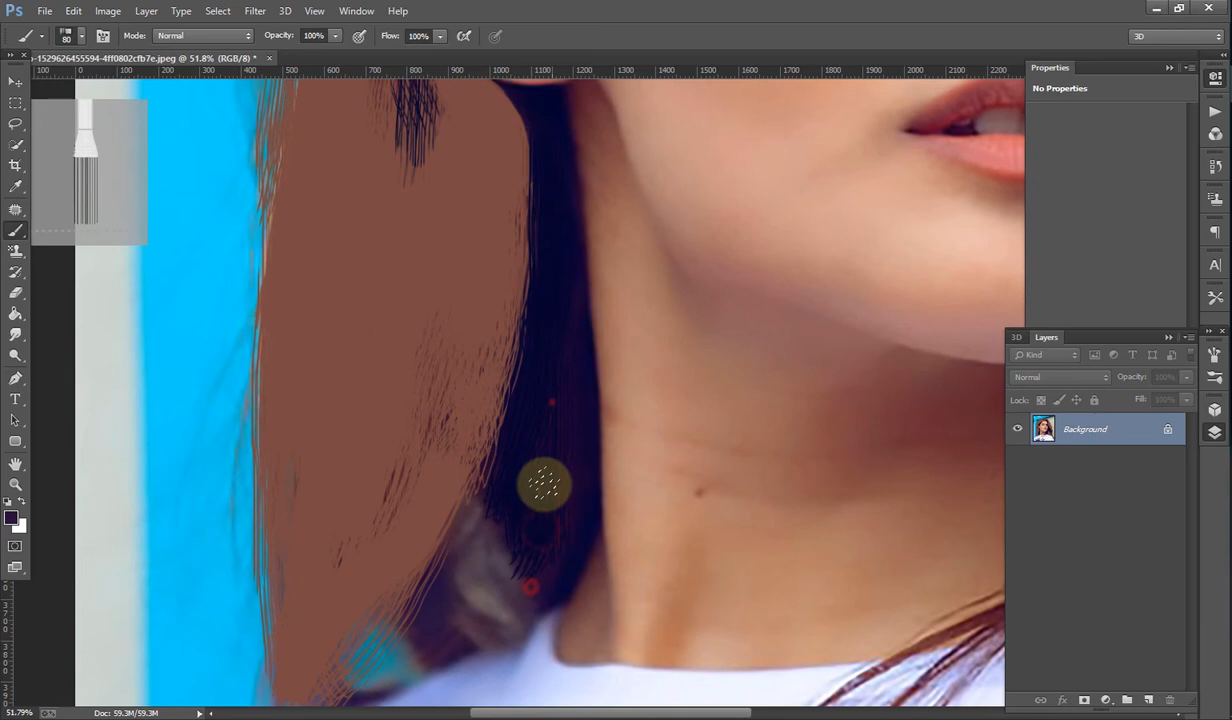 Ps File Edit Image Layer Type Select Filter 3D View Window Help
80 Mode: Normal Opacity: 100% Flow: 100% 3D
-1529626455594-4ff0802cfb7e.jpeg @ 51.8% (RGB/8) *
100 0 100 200 300 400 500 600 700 800 900 1000 1100 1200 1300 1400 1500 1600 1700 1800 1900 2000 2100 2200
Properties
No Properties
3D Layers
Kind
Normal Opacity: 100%
Lock: Fill: 100%
Background
51.79% Doc: 59.3M/59.3M